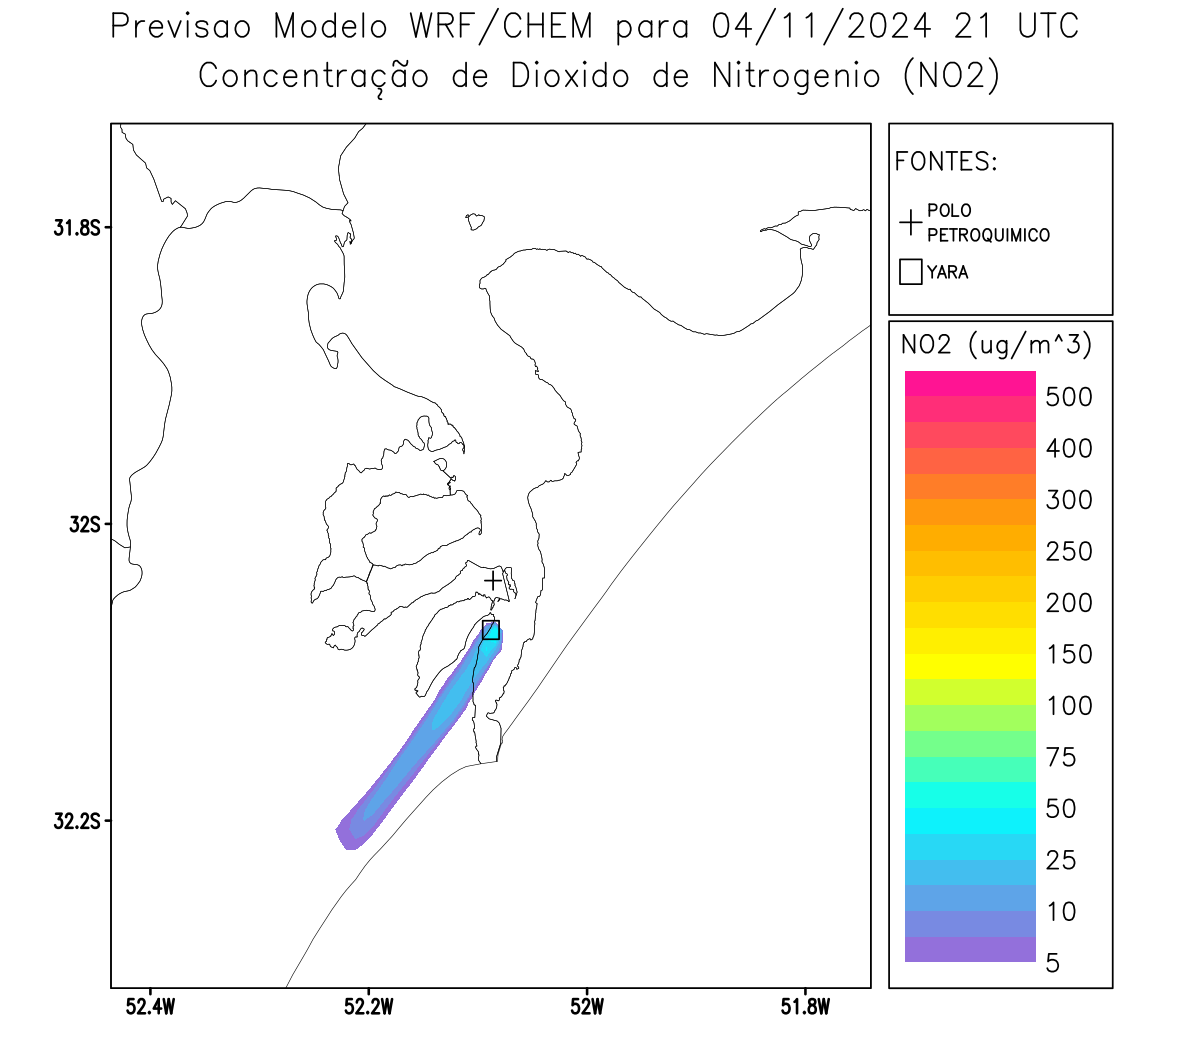 Previsao Modelo WRF/CHEM para 04/11/2024 21 UTC
Concentração de Dioxido de Nitrogenio (NO2)
FONTES:
POLO
PETROQUIMICO
YARA
NO2 (ug/m^3)
500
400
300
250
200
150
100
75
50
25
10
5
31.8S
32S
32.2S
52.4W
52.2W
52W
51.8W